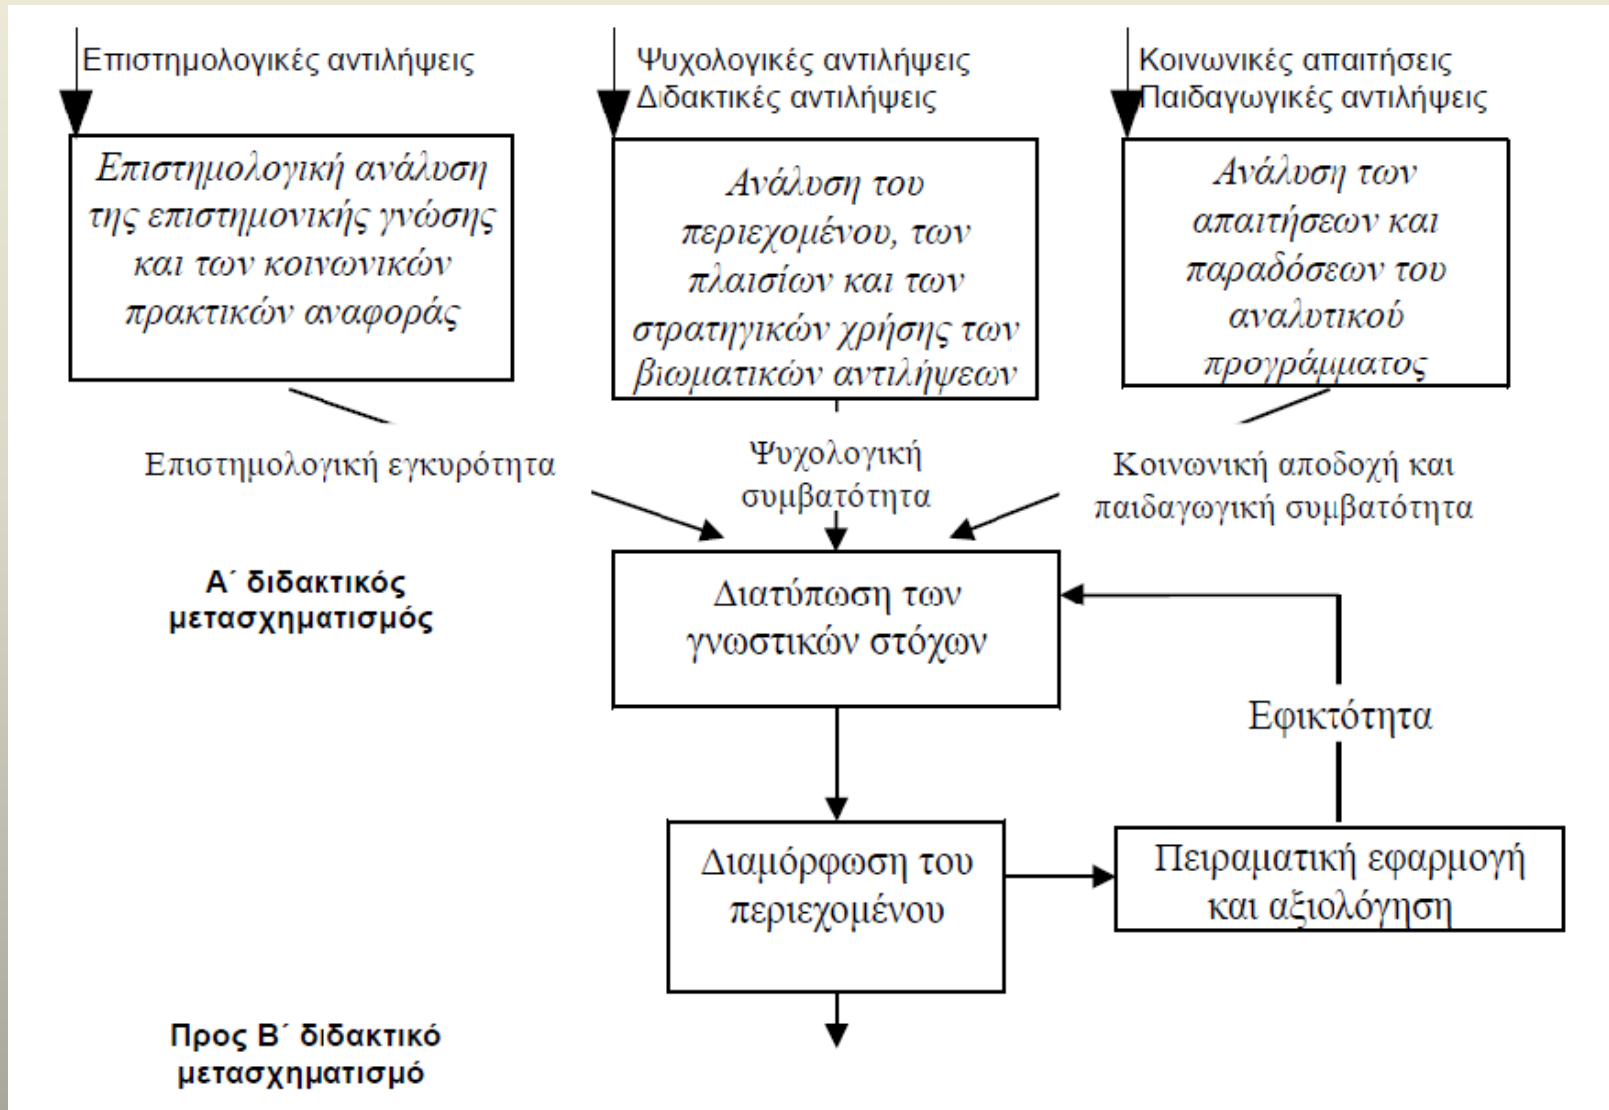 Επιστημολογικές αντιλήψεις
Ψυχολογικές αντιλήψεις
Διδακτικές αντιλήψεις
Κοινωνικές απαιτήσεις
Παιδαγωγικές αντιλήψεις
Επιστημολογική ανάλυση
της επιστημονικής γνώσης
και των κοινωνικών
πρακτικών αναφοράς
Ανάλυση του
περιεχομένου, των
πλαισίων και των
στρατηγικών χρήσης των
βιωματικών αντιλήψεων
Ανάλυση των
απαιτήσεων και
παραδόσεων του
αναλυτικού
προγράμματος
Επιστημολογική εγκυρότητα
Ψυχολογική
συμβατότητα
Κοινωνική αποδοχή και
παιδαγωγική συμβατότητα
Α΄ διδακτικός
μετασχηματισμός
Διατύπωση των
γνωστικών στόχων
Εφικτότητα
Διαμόρφωση του
περιεχομένου
Πειραματική εφαρμογή
και αξιολόγηση
Προς Β΄ διδακτικό
μετασχηματισμό